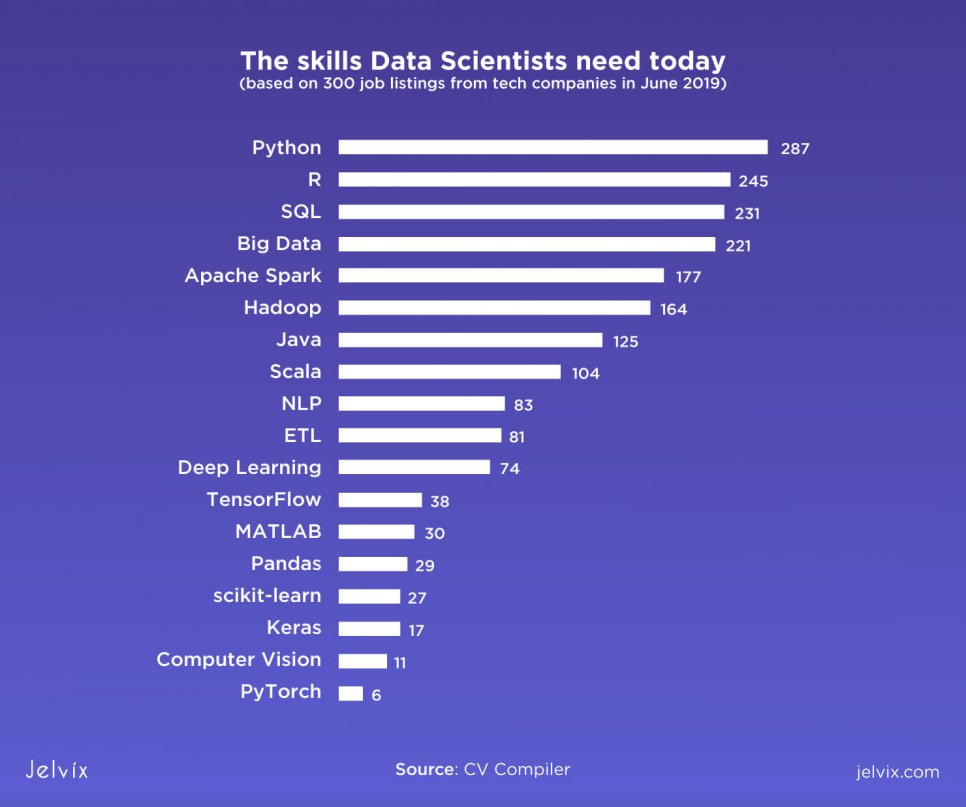 The skills Data Scientists need today
(based on 300 job listings from tech companies in June 2019)
Python 287
R 245
SQL 231
Big Data 221
Apache Spark 177
Hadoop 164
Java 125
Scala 104
NLP 83
ETL 81
Deep Learning 74
TensorFlow 38
MATLAB 30
Pandas 29
scikit-learn 27
Keras 17
Computer Vision 11
PyTorch 6
Jelvix Source: CV Compiler jelvix.com